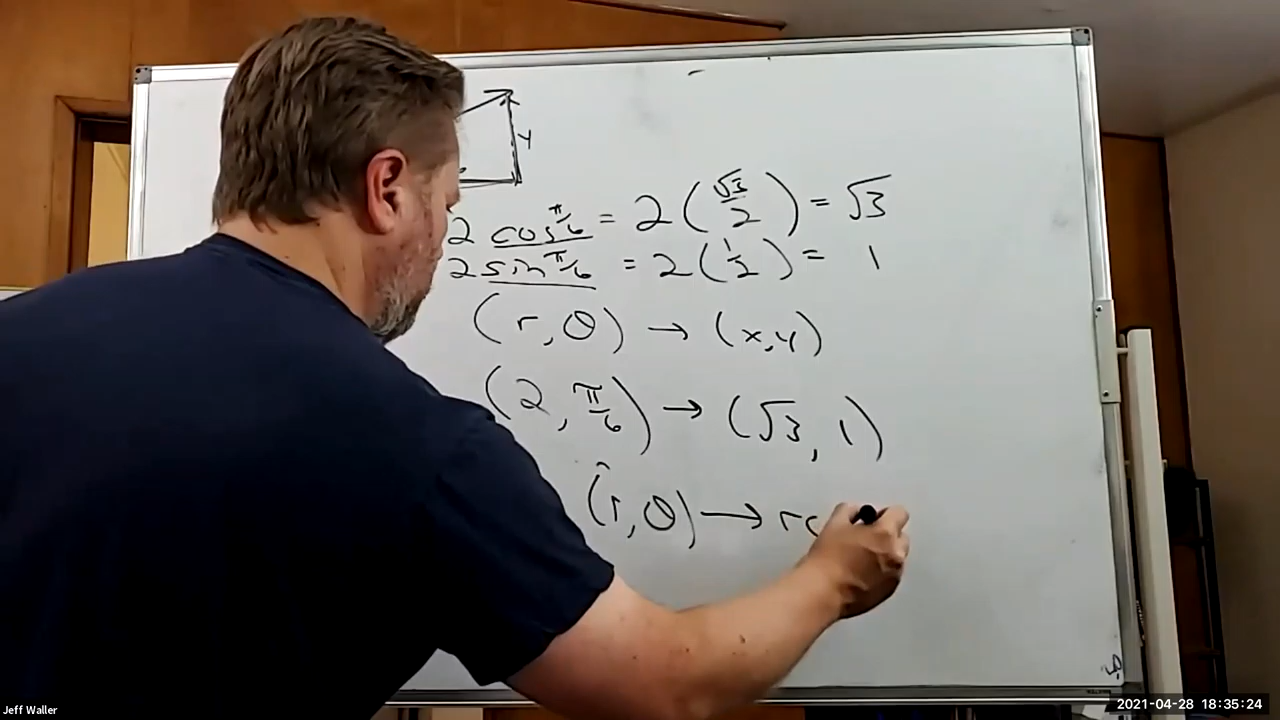 y
2 cos π/6 = 2 (√3/2) = √3
2 sin π/6 = 2 (1/2) = 1
(r, θ) → (x, y)
(2, π/6) → (√3, 1)
(r, θ) → rc
Jeff Waller
2021-04-28 18:35:24